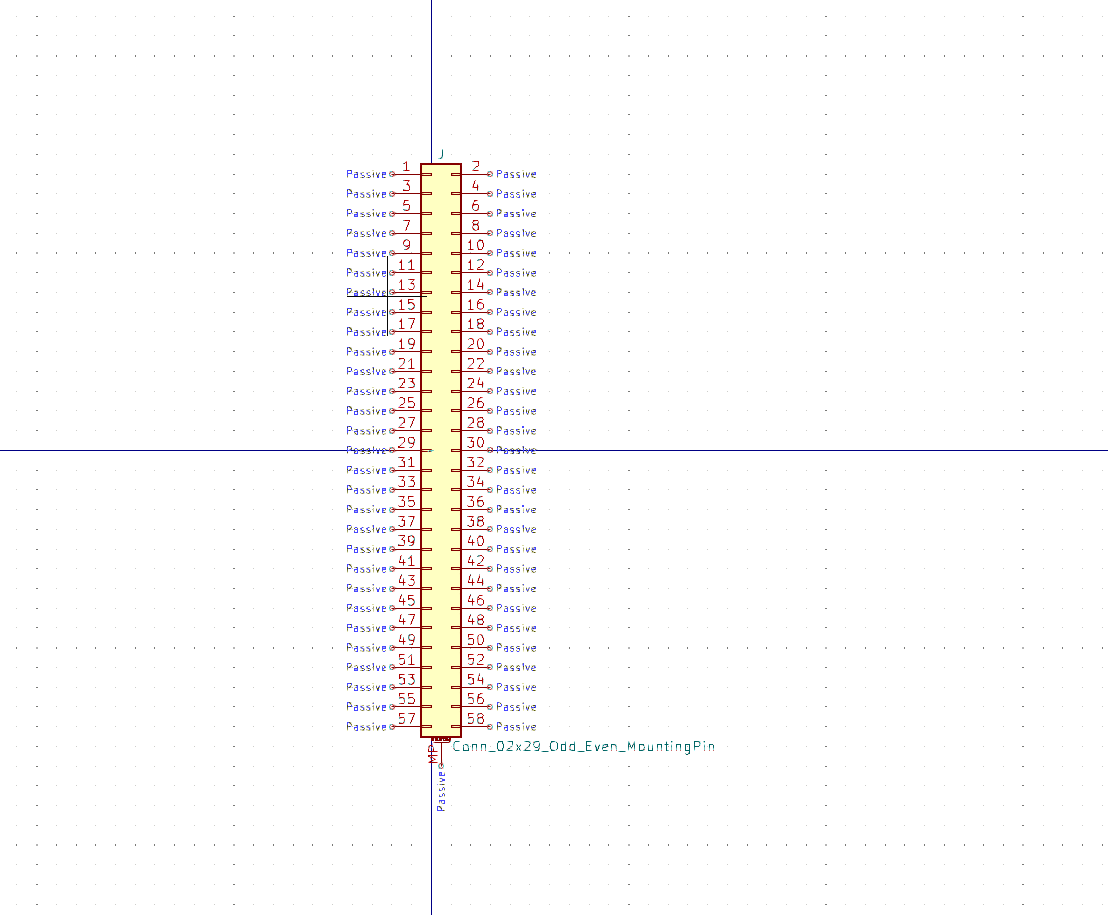 J
Passive 1 2 Passive
Passive 3 4 Passive
Passive 5 6 Passive
Passive 7 8 Passive
Passive 9 10 Passive
Passive 11 12 Passive
Passive 13 14 Passive
Passive 15 16 Passive
Passive 17 18 Passive
Passive 19 20 Passive
Passive 21 22 Passive
Passive 23 24 Passive
Passive 25 26 Passive
Passive 27 28 Passive
Passive 29 30 Passive
Passive 31 32 Passive
Passive 33 34 Passive
Passive 35 36 Passive
Passive 37 38 Passive
Passive 39 40 Passive
Passive 41 42 Passive
Passive 43 44 Passive
Passive 45 46 Passive
Passive 47 48 Passive
Passive 49 50 Passive
Passive 51 52 Passive
Passive 53 54 Passive
Passive 55 56 Passive
Passive 57 58 Passive
MP
Conn_02x29_Odd_Even_MountingPin
Passive